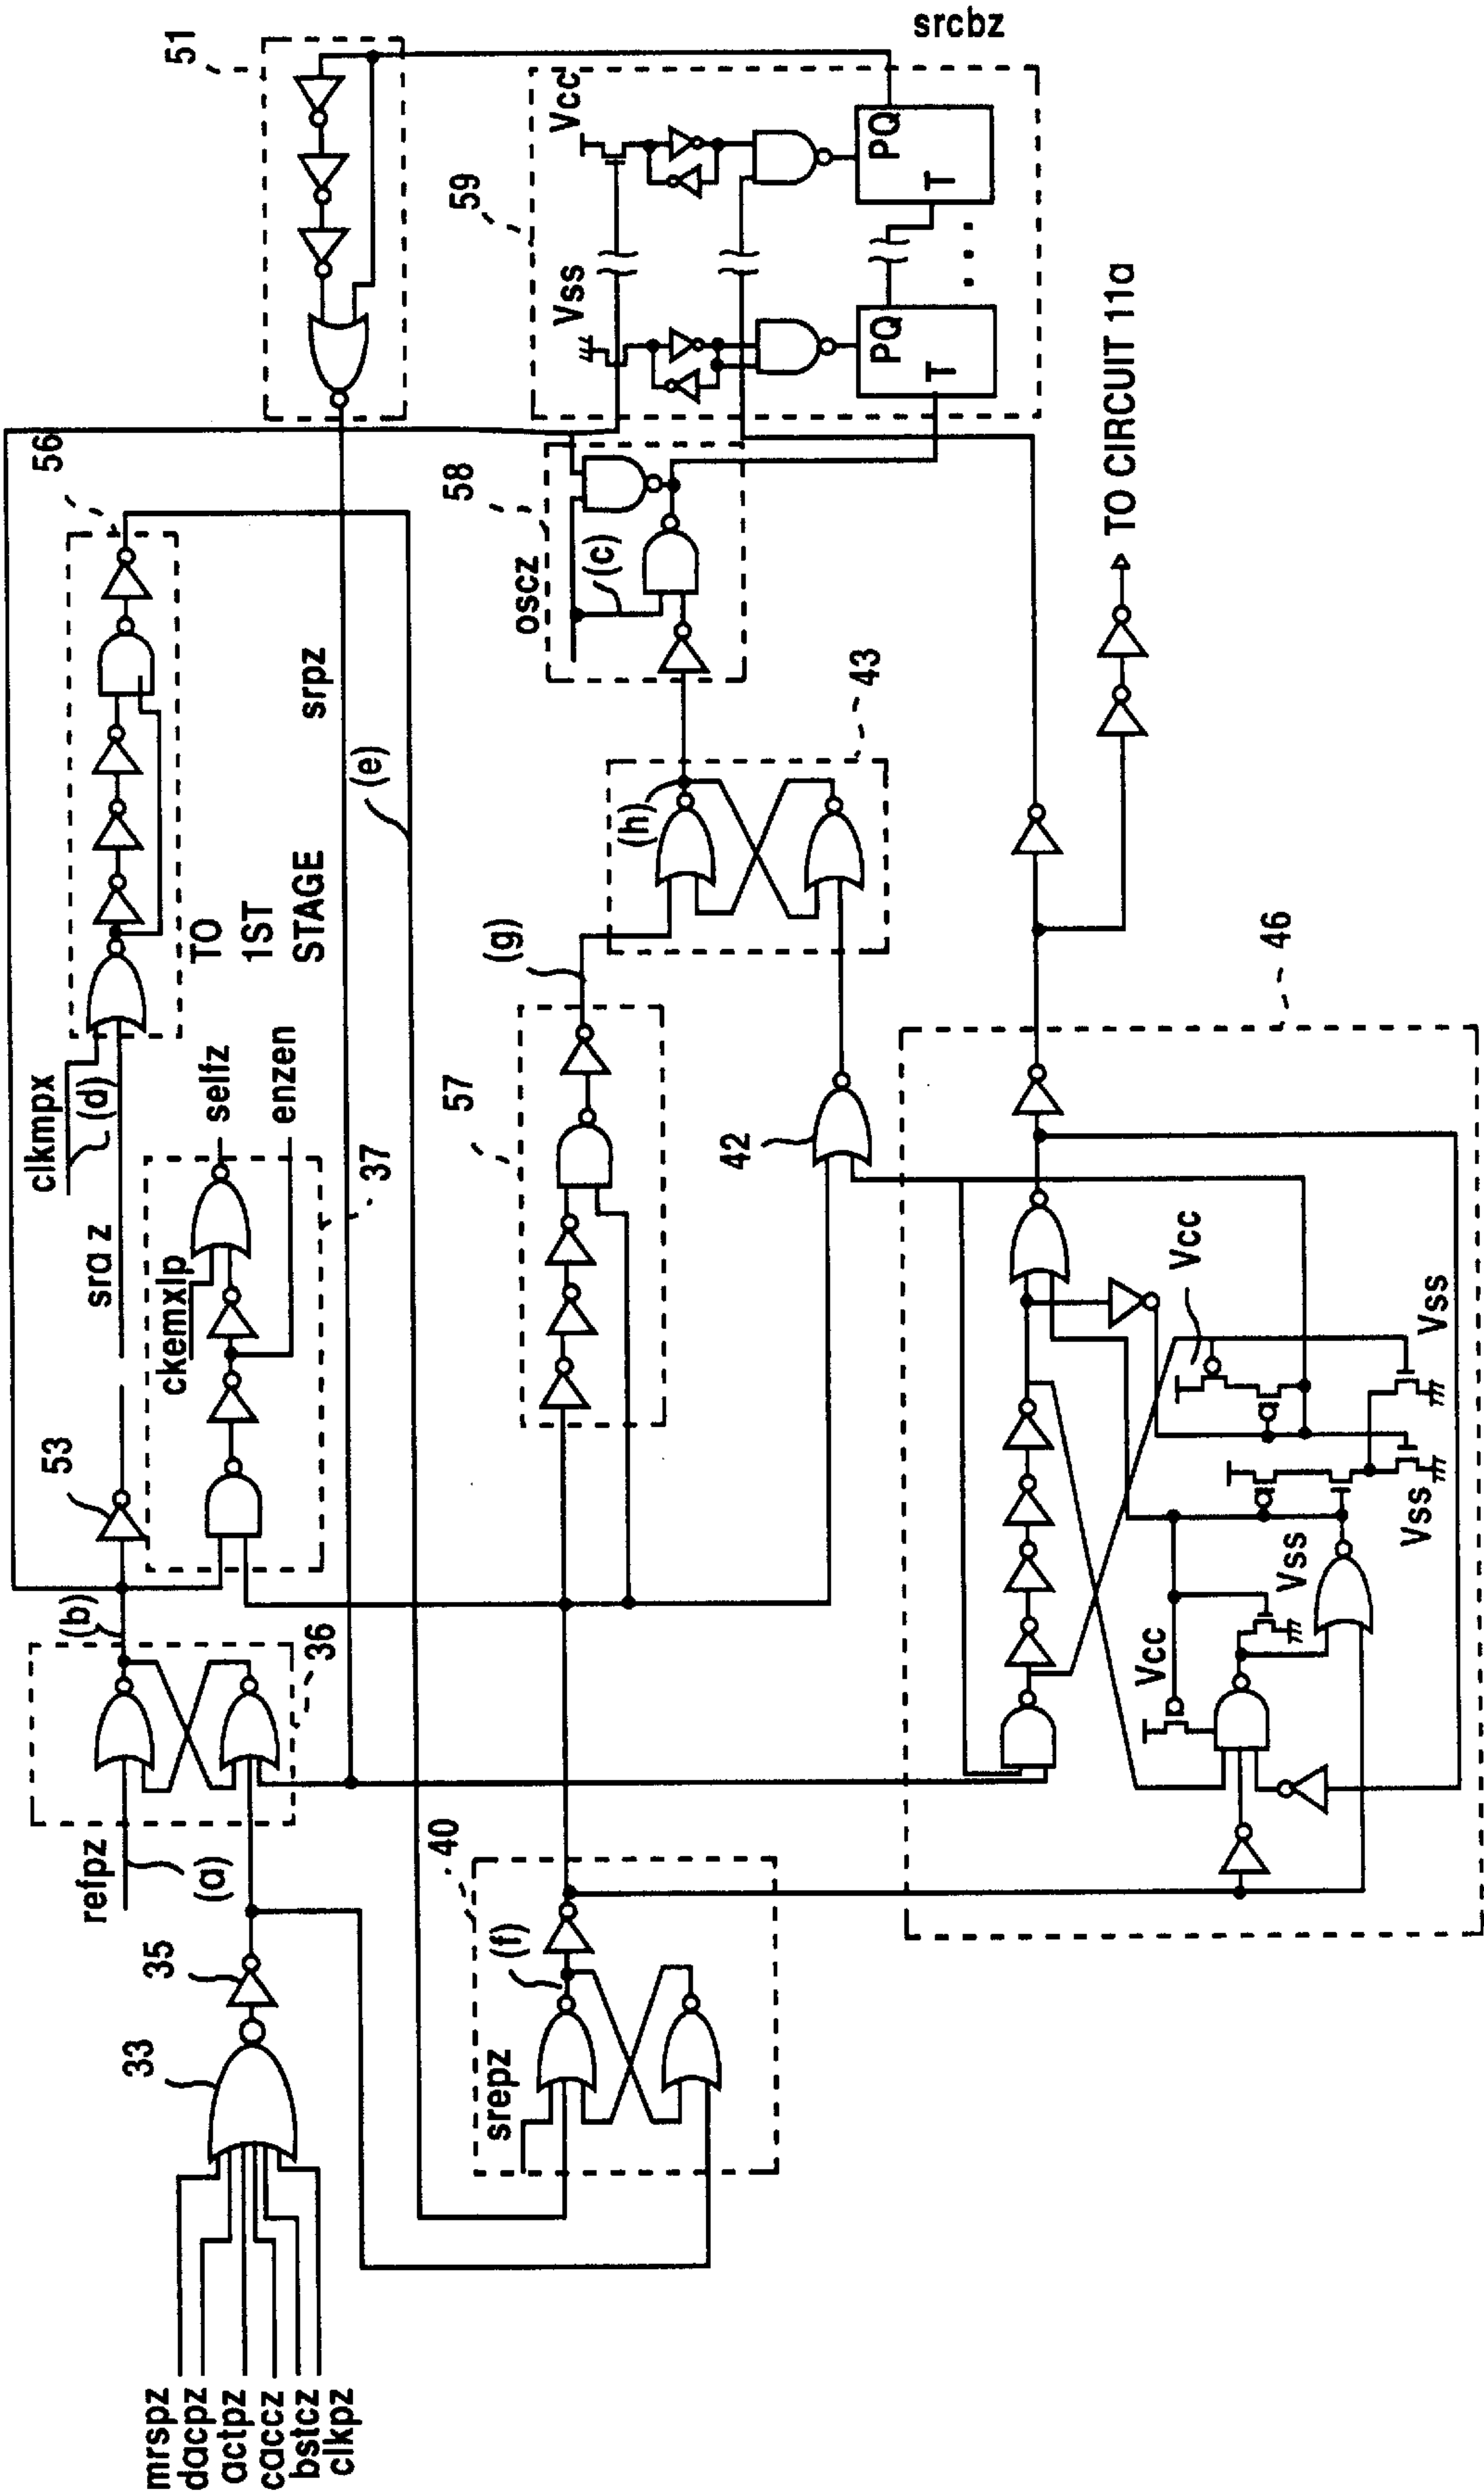 51
srcbz
56
59
Vcc
Vss
58
PQ
PQ
T
T
oscz
(c)
clkmpx
(d)
TO
1ST
STAGE
srpz
(e)
sra z
selfz
enzen
ckemxlp
37
53
(b)
36
refpz
(a)
35
33
mrspz
dacpz
actpz
caccz
bstcz
clkpz
40
srepz
(f)
57
(g)
(h)
43
42
46
TO CIRCUIT 11a
Vcc
Vss
Vss
Vss
Vcc